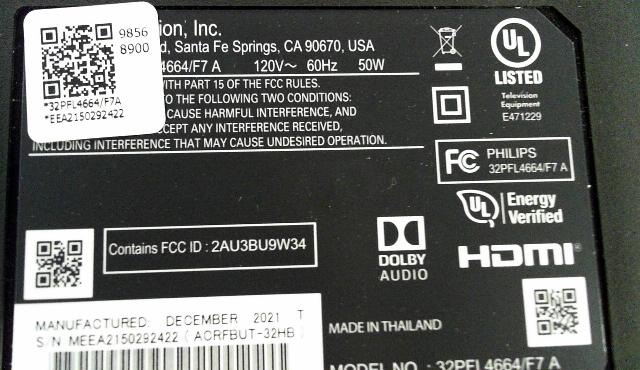 9856
8900
*32PFL4664/F7A
*EEA2150292422
ion, Inc.
d, Santa Fe Springs, CA 90670, USA
4664/F7 120V~ 60Hz 50W
WITH PART 15 OF THE FCC RULES.
TO THE FOLLOWING TWO CONDITIONS:
CAUSE HARMFUL INTERFERENCE, AND
CCEPT ANY INTERFERENCE RECEIVED,
INCLUDING INTERFERENCE THAT MAY CAUSE UNDESIRED OPERATION.
UL
LISTED
Television
Equipment
E471229
FC PHILIPS
32PFL4664/F7 A
UL Energy
Verified
Contains FCC ID : 2AU3BU9W34
DOLBY
AUDIO
HDMI
MANUFACTURED: DECEMBER 2021 T
S/N MEEA2150292422 (ACRFBUT-32HB)
MADE IN THAILAND
MODEL NO. : 32PFL4664/F7 A